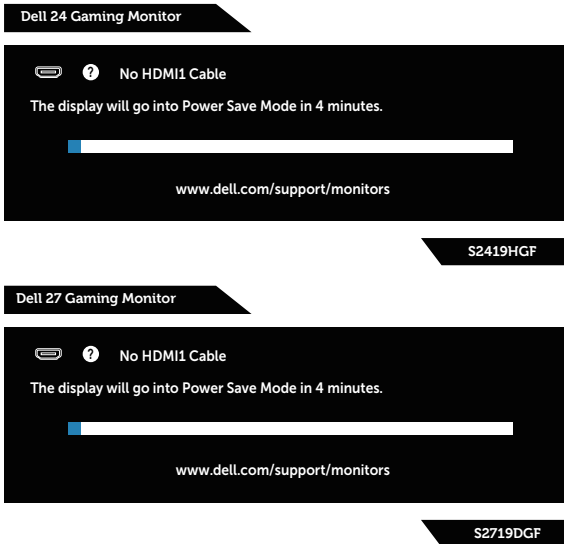 Dell 24 Gaming Monitor
? No HDMI1 Cable
The display will go into Power Save Mode in 4 minutes.
www.dell.com/support/monitors
S2419HGF
Dell 27 Gaming Monitor
? No HDMI1 Cable
The display will go into Power Save Mode in 4 minutes.
www.dell.com/support/monitors
S2719DGF